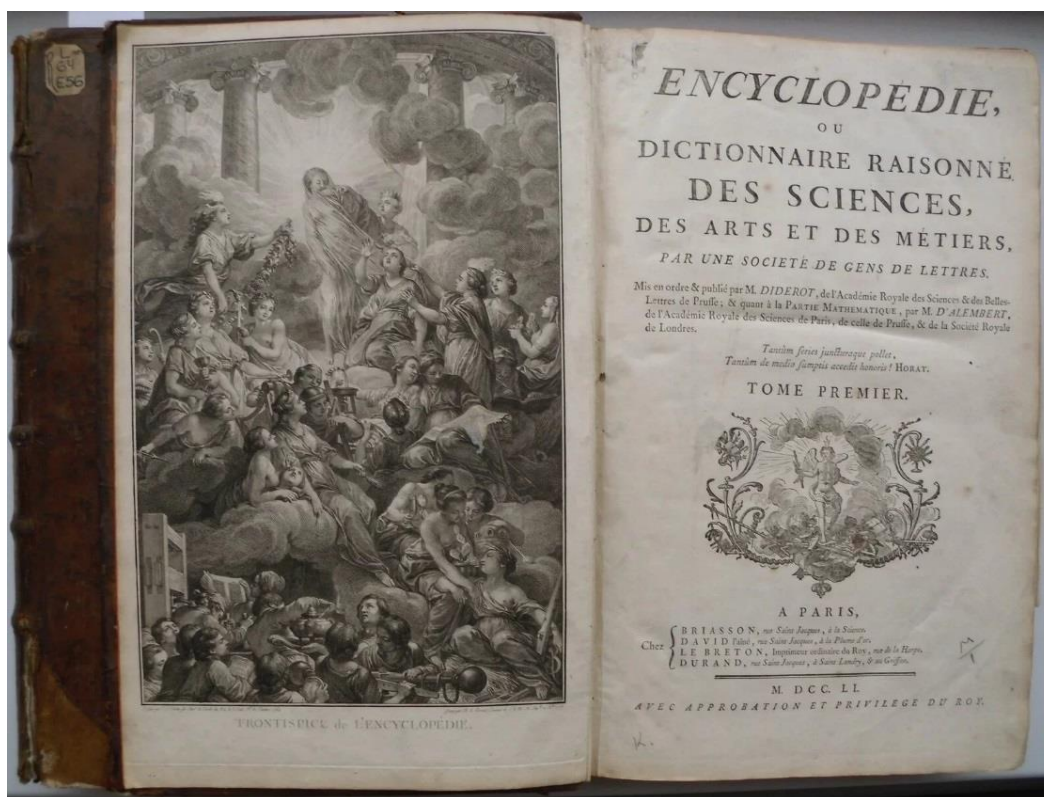 L-
64
E56
FRONTISPICE de L'ENCYCLOPÉDIE.
ENCYCLOPÉDIE,
OU
DICTIONNAIRE RAISONNÉ
DES SCIENCES,
DES ARTS ET DES MÉTIERS,
PAR UNE SOCIETÉ DE GENS DE LETTRES.
Mis en ordre & publié par M. DIDEROT, de l'Académie Royale des Sciences & des Belles-
Lettres de Prusse; & quant à la PARTIE MATHEMATIQUE, par M. D'ALEMBERT,
de l'Académie Royale des Sciences de Paris, de celle de Prusse, & de la Societé Royale
de Londres.
Tantùm series juncturaque pollet,
Tantùm de medio sumptis accedit honoris! HORAT.
TOME PREMIER.
A PARIS,
Chez
BRIASSON, rue Saint Jacques, à la Science.
DAVID l'aîné, rue Saint Jacques, à la Plume d'or.
LE BRETON, Imprimeur ordinaire du Roy, rue de la Harpe.
DURAND, rue Saint Jacques, à Saint Landry, & au Griffon.
M. DCC. LI.
AVEC APPROBATION ET PRIVILEGE DU ROY.